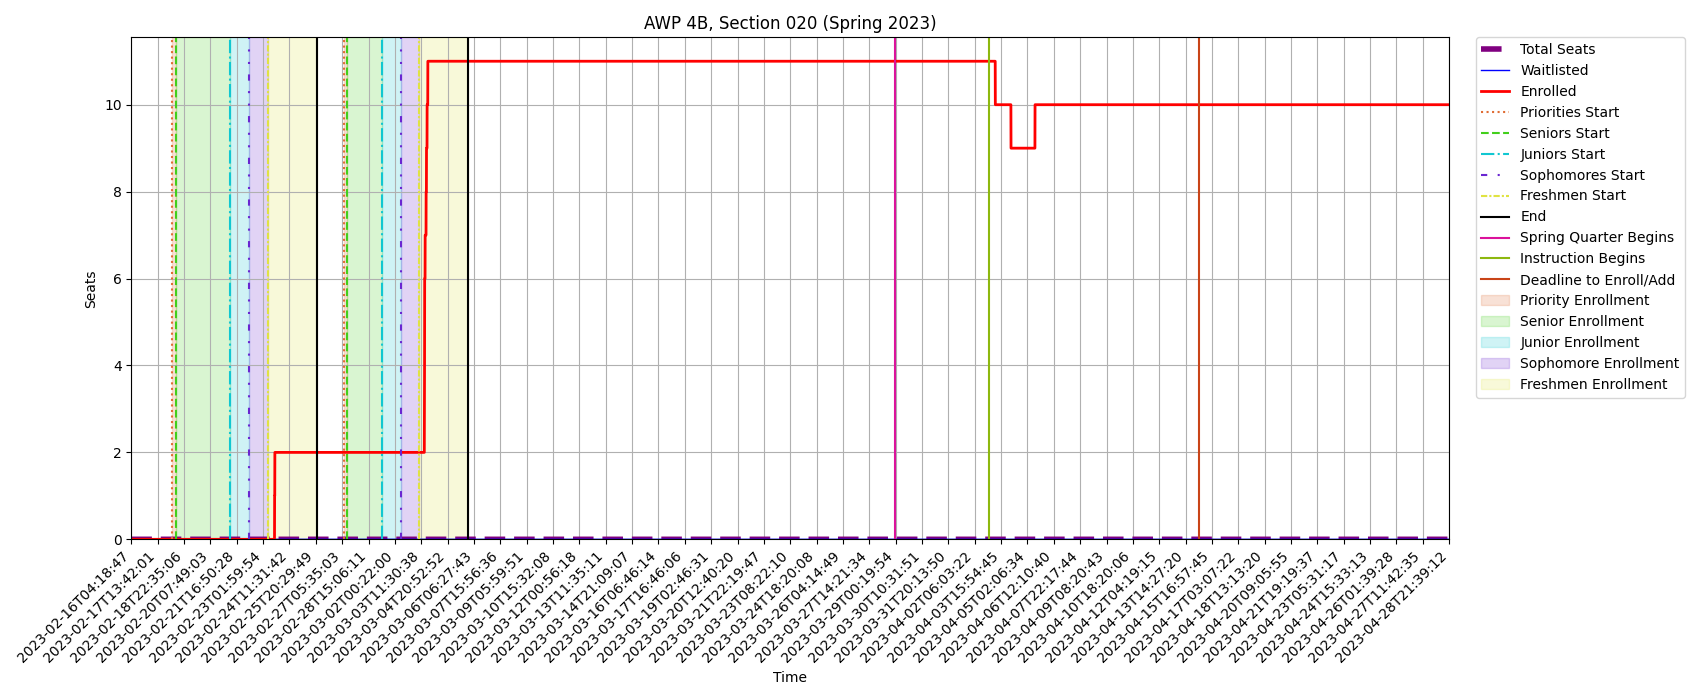 AWP 4B, Section 020 (Spring 2023)
Seats
10
8
6
4
2
0
2023-02-16T04:18:47
2023-02-17T13:42:01
2023-02-18T22:35:06
2023-02-20T07:49:03
2023-02-21T16:50:28
2023-02-23T01:59:54
2023-02-24T11:31:42
2023-02-25T20:29:49
2023-02-27T05:35:03
2023-02-28T15:06:11
2023-03-02T00:22:00
2023-03-03T11:30:38
2023-03-04T20:52:52
2023-03-06T06:27:43
2023-03-07T15:56:36
2023-03-09T05:59:51
2023-03-10T15:32:08
2023-03-12T00:56:18
2023-03-13T11:35:11
2023-03-14T21:09:07
2023-03-16T06:46:14
2023-03-17T16:46:06
2023-03-19T02:46:31
2023-03-20T12:40:20
2023-03-21T22:19:47
2023-03-23T08:22:10
2023-03-24T18:20:08
2023-03-26T04:14:49
2023-03-27T14:21:34
2023-03-29T00:19:54
2023-03-30T10:31:51
2023-03-31T20:13:50
2023-04-02T06:03:22
2023-04-03T15:54:45
2023-04-05T02:06:34
2023-04-06T12:10:40
2023-04-07T22:17:44
2023-04-09T08:20:43
2023-04-10T18:20:06
2023-04-12T04:19:15
2023-04-13T14:27:20
2023-04-15T16:57:45
2023-04-17T03:07:22
2023-04-18T13:13:20
2023-04-20T09:05:55
2023-04-21T19:19:37
2023-04-23T05:31:17
2023-04-24T15:33:13
2023-04-26T01:39:28
2023-04-27T11:42:35
2023-04-28T21:39:12
Time
Total Seats
Waitlisted
Enrolled
Priorities Start
Seniors Start
Juniors Start
Sophomores Start
Freshmen Start
End
Spring Quarter Begins
Instruction Begins
Deadline to Enroll/Add
Priority Enrollment
Senior Enrollment
Junior Enrollment
Sophomore Enrollment
Freshmen Enrollment